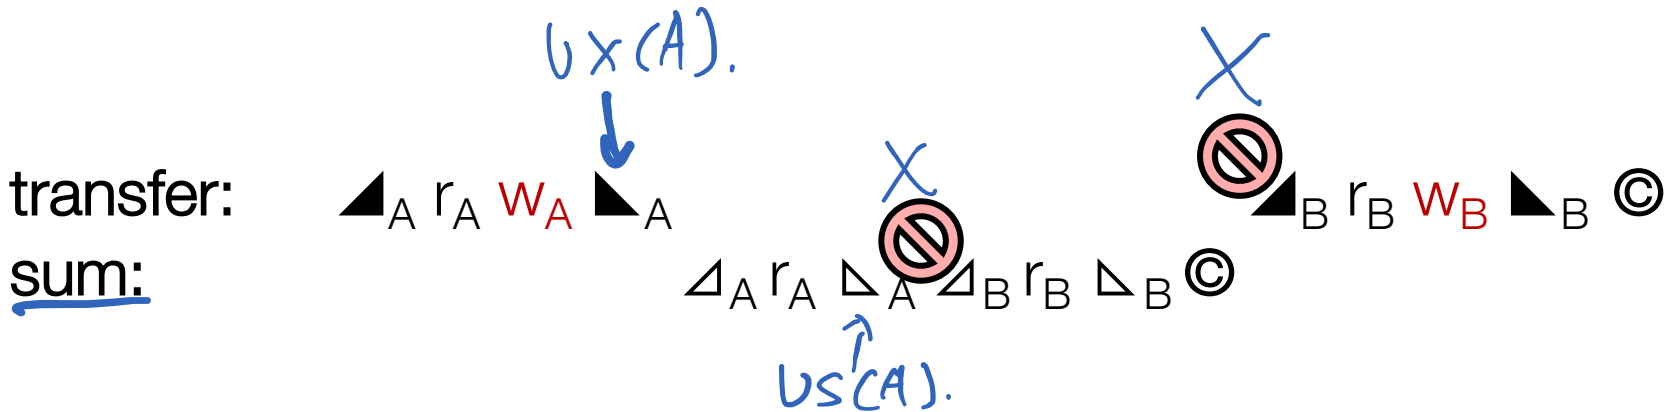 UX(A).
X
X
transfer: ◢A rA wA ◣A ◢B rB wB ◣B ©
sum: ◿A rA ◺A ◿B rB ◺B ©
US(A).